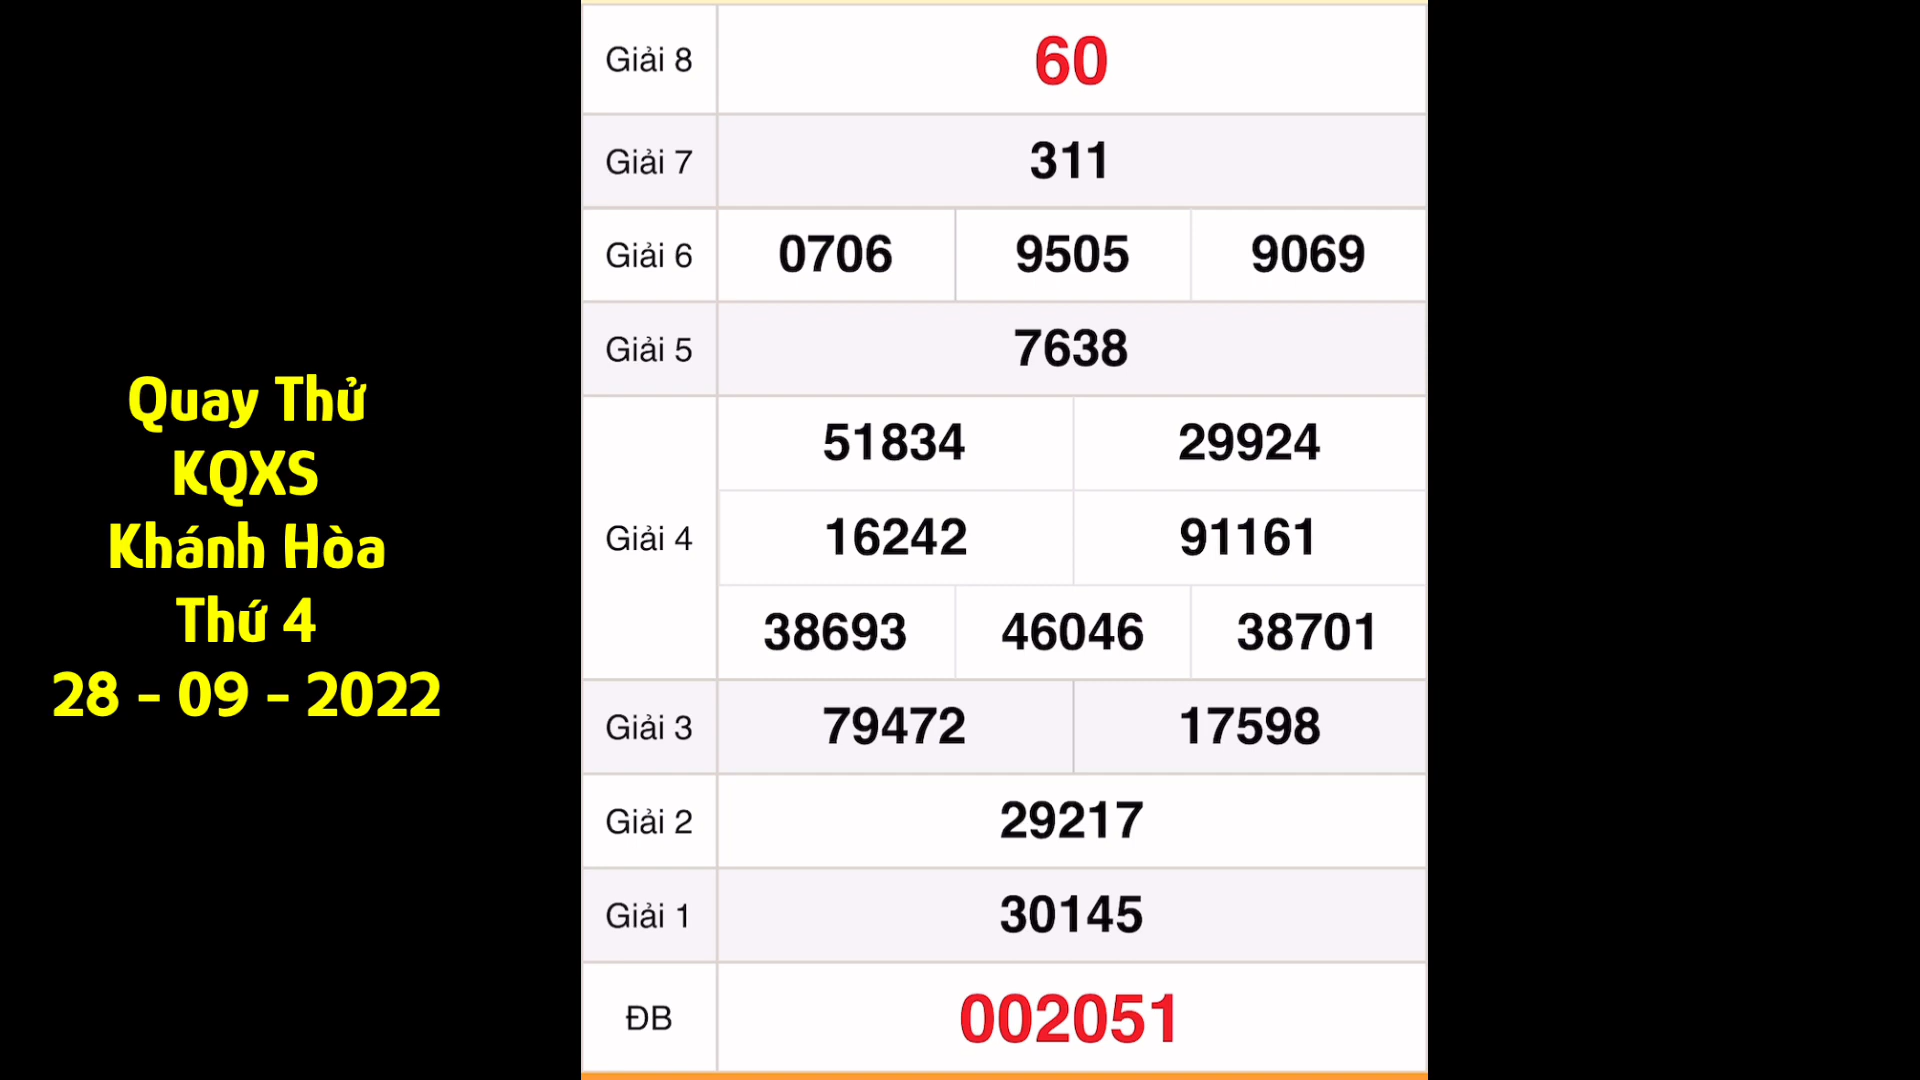 Quay Thử
KQXS
Khánh Hòa
Thứ 4
28 - 09 - 2022
Giải 8 60
Giải 7 311
Giải 6 0706 9505 9069
Giải 5 7638
Giải 4
51834 29924
16242 91161
38693 46046 38701
Giải 3 79472 17598
Giải 2 29217
Giải 1 30145
ĐB 002051